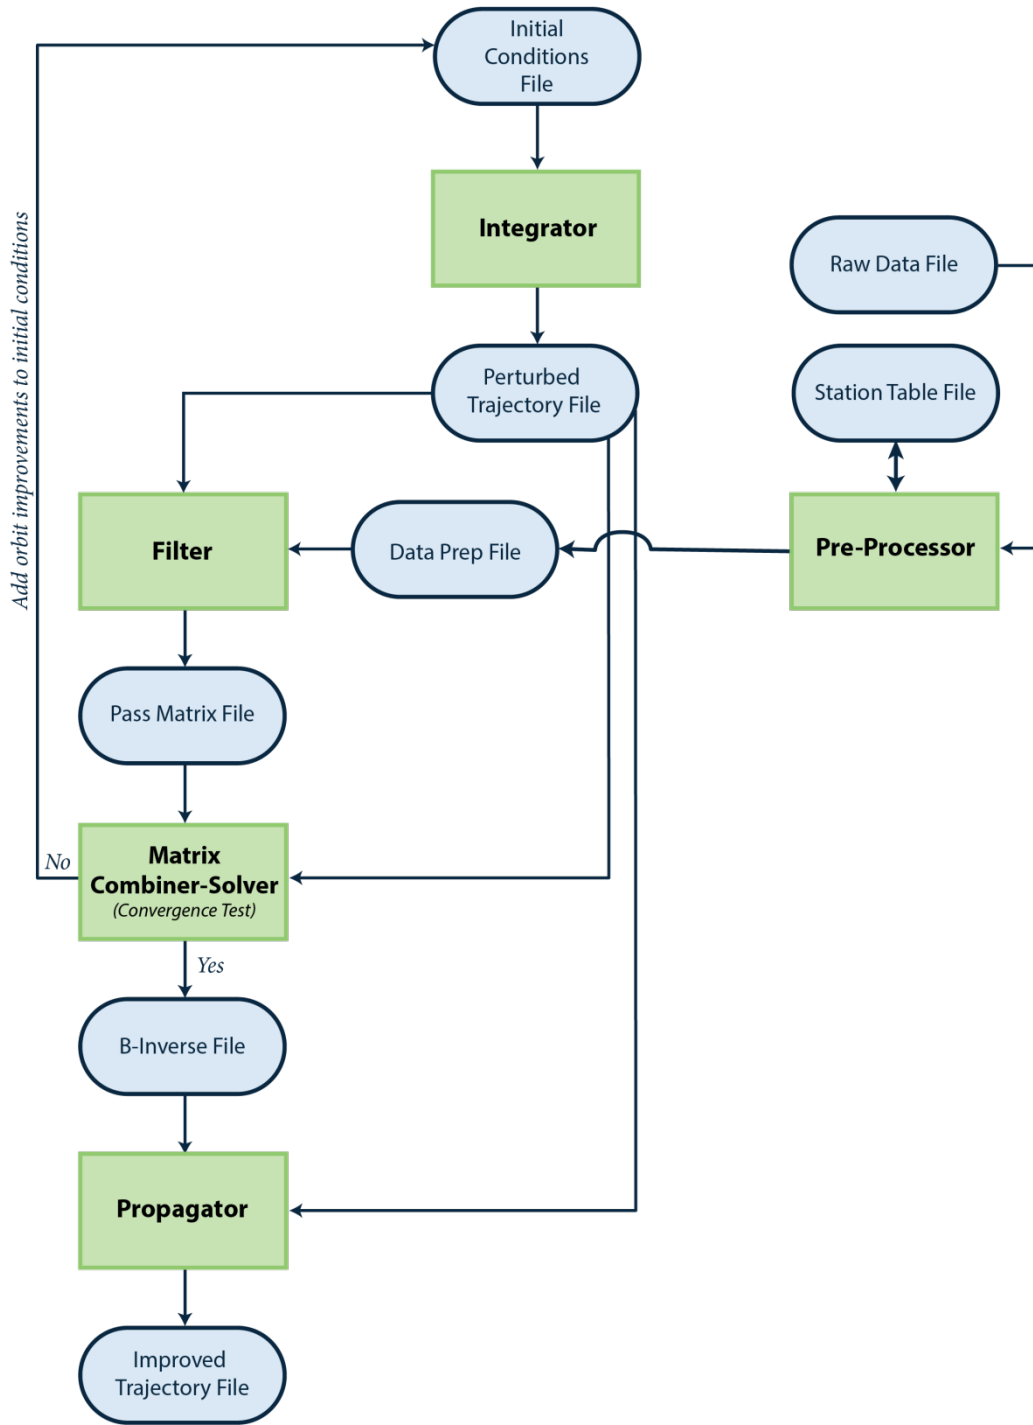 Initial
Conditions
File
Add orbit improvements to initial conditions
Integrator
Raw Data File
Perturbed
Trajectory File
Station Table File
Filter
Data Prep File
Pre-Processor
Pass Matrix File
No
Matrix
Combiner-Solver
(Convergence Test)
Yes
B-Inverse File
Propagator
Improved
Trajectory File